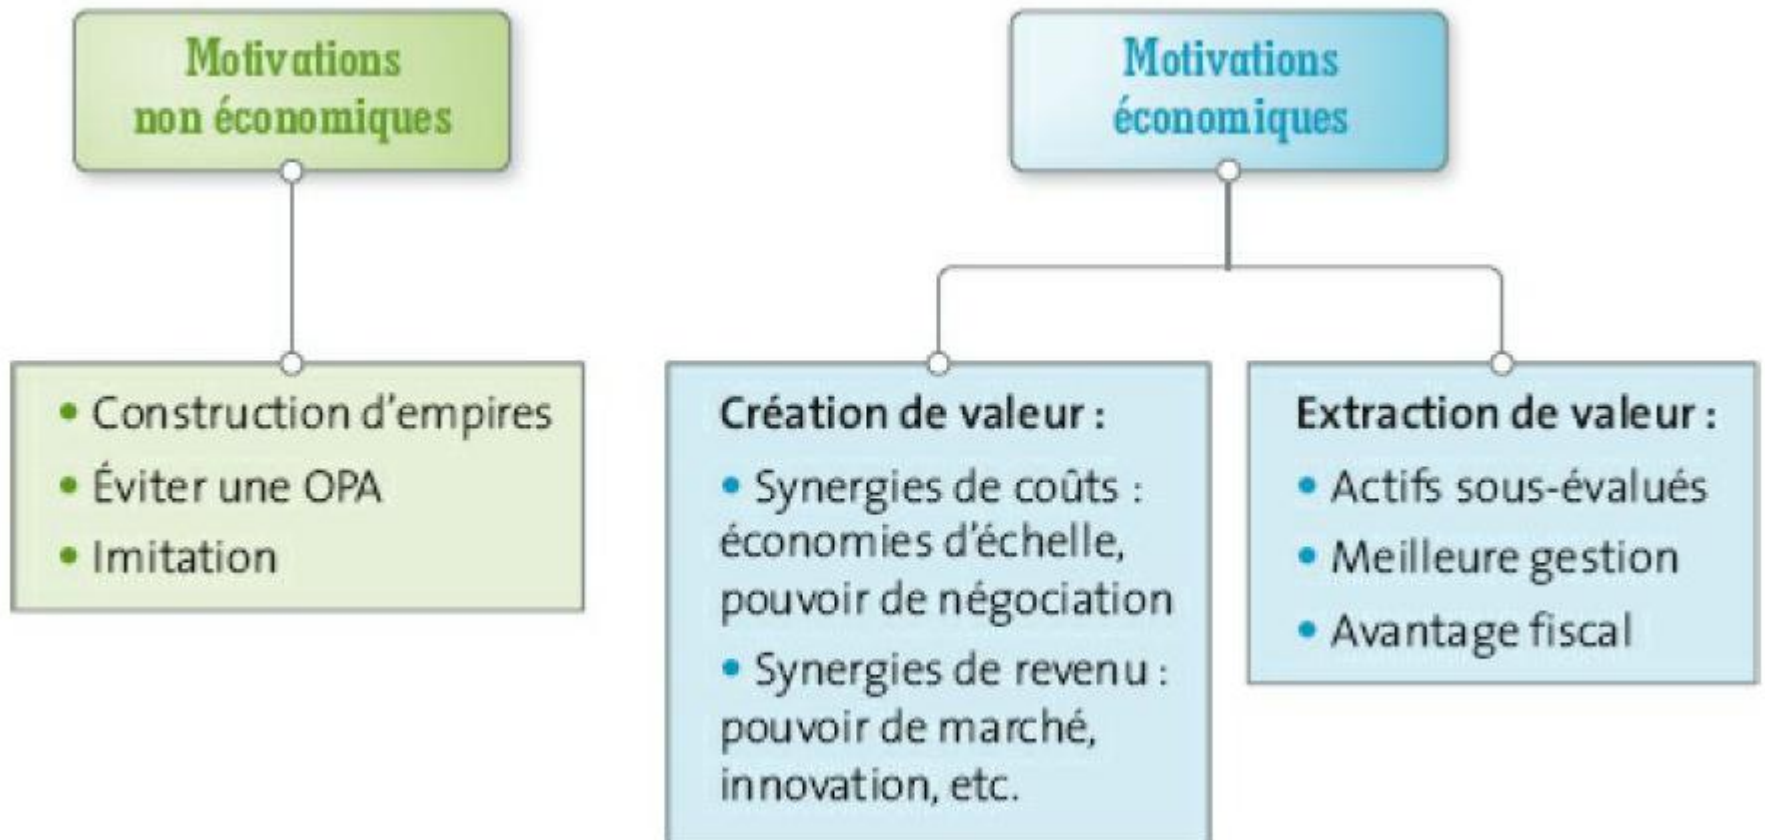 Motivations
non économiques
Motivations
économiques
• Construction d'empires
• Éviter une OPA
• Imitation
Création de valeur :
• Synergies de coûts :
économies d'échelle,
pouvoir de négociation
• Synergies de revenu :
pouvoir de marché,
innovation, etc.
Extraction de valeur :
• Actifs sous-évalués
• Meilleure gestion
• Avantage fiscal